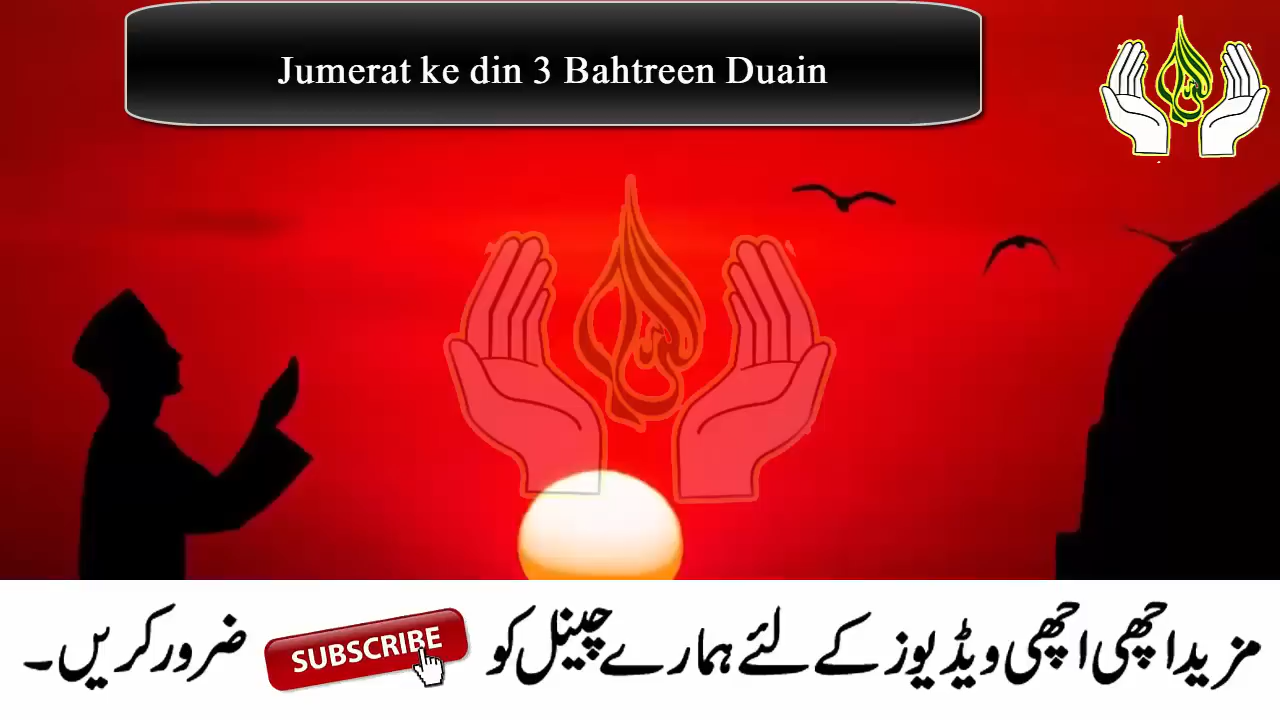 Jumerat ke din 3 Bahtreen Duain
مزید اچھی اچھی ویڈیوز کے لئے ہمارے چینل کو SUBSCRIBE ضرور کریں۔